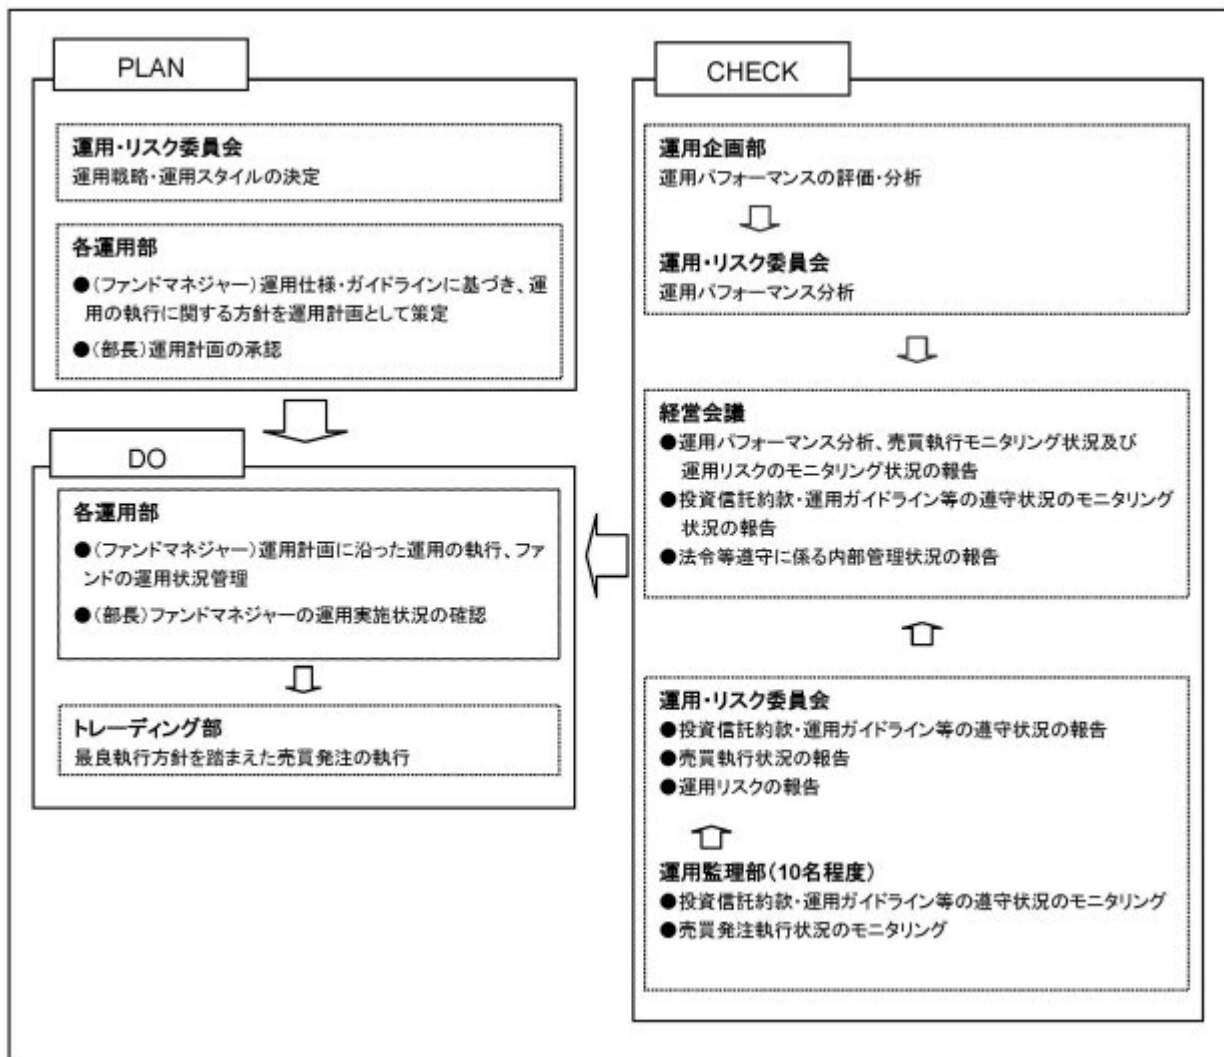 PLAN
運用・リスク委員会
運用戦略・運用スタイルの決定
各運用部
●(ファンドマネジャー)運用仕様・ガイドラインに基づき、運
用の執行に関する方針を運用計画として策定
●(部長)運用計画の承認
DO
各運用部
●(ファンドマネジャー)運用計画に沿った運用の執行、ファ
ンドの運用状況管理
●(部長)ファンドマネジャーの運用実施状況の確認
トレーディング部
最良執行方針を踏まえた売買発注の執行
CHECK
運用企画部
運用パフォーマンスの評価・分析
運用・リスク委員会
運用パフォーマンス分析
経営会議
●運用パフォーマンス分析、売買執行モニタリング状況及び
運用リスクのモニタリング状況の報告
●投資信託約款・運用ガイドライン等の遵守状況のモニタリング
状況の報告
●法令等遵守に係る内部管理状況の報告
運用・リスク委員会
●投資信託約款・運用ガイドライン等の遵守状況の報告
●売買執行状況の報告
●運用リスクの報告
運用監理部(10名程度)
●投資信託約款・運用ガイドライン等の遵守状況のモニタリング
●売買発注執行状況のモニタリング